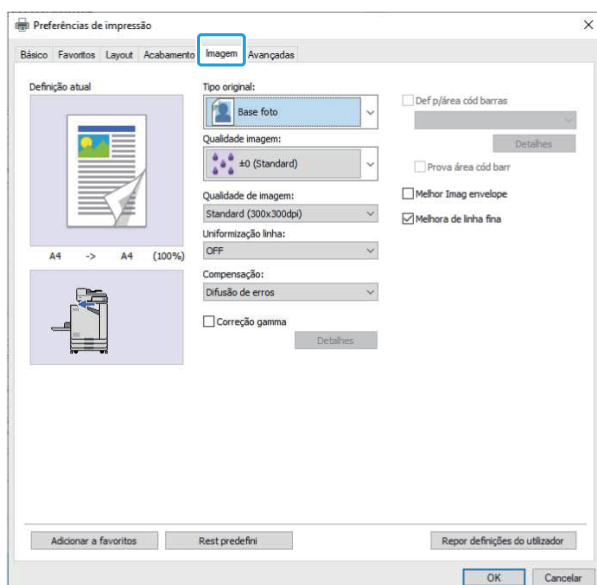 Preferências de impressão
Básico Favoritos Layout Acabamento Imagem Avançadas
Definição atual
A4 -> A4 (100%)
Tipo original:
Base foto
Qualidade imagem:
±0 (Standard)
Qualidade de imagem:
Standard (300x300dpi)
Uniformização linha:
OFF
Compensação:
Difusão de erros
Correção gamma
Detalhes
Def p/área cód barras
Detalhes
Prova área cód barr
Melhor Imag envelope
Melhora de linha fina
Adicionar a favoritos Rest predefini Repor definições do utilizador
OK Cancelar